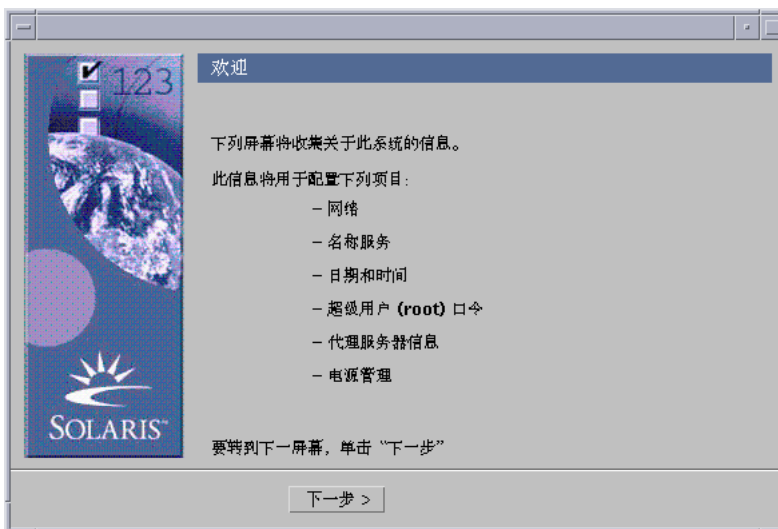 123
欢迎
下列屏幕将收集关于此系统的信息。
此信息将用于配置下列项目:
– 网络
– 名称服务
– 日期和时间
– 超级用户 (root) 口令
– 代理服务器信息
– 电源管理
SOLARIS™
要转到下一屏幕, 单击 “下一步”
下一步 >